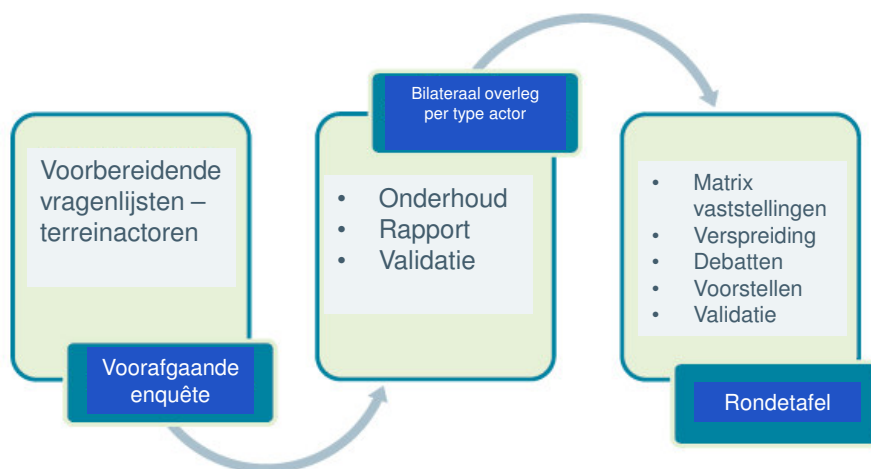 Voorbereidende
vragenlijsten –
terreinactoren
Voorafgaande
enquête
Bilateraal overleg
per type actor
• Onderhoud
• Rapport
• Validatie
• Matrix
vaststellingen
• Verspreiding
• Debatten
• Voorstellen
• Validatie
Rondetafel